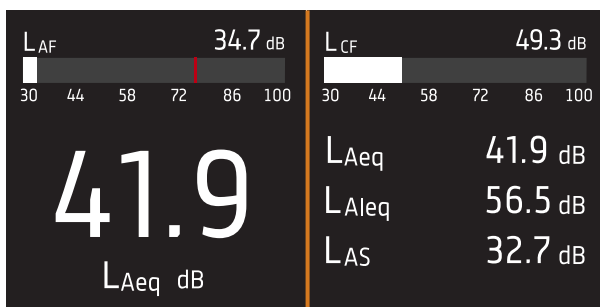 LAF 34.7 dB
30 44 58 72 86 100
41.9
LAeq dB
LCF 49.3 dB
30 44 58 72 86 100
LAeq 41.9 dB
LAIeq 56.5 dB
LAS 32.7 dB